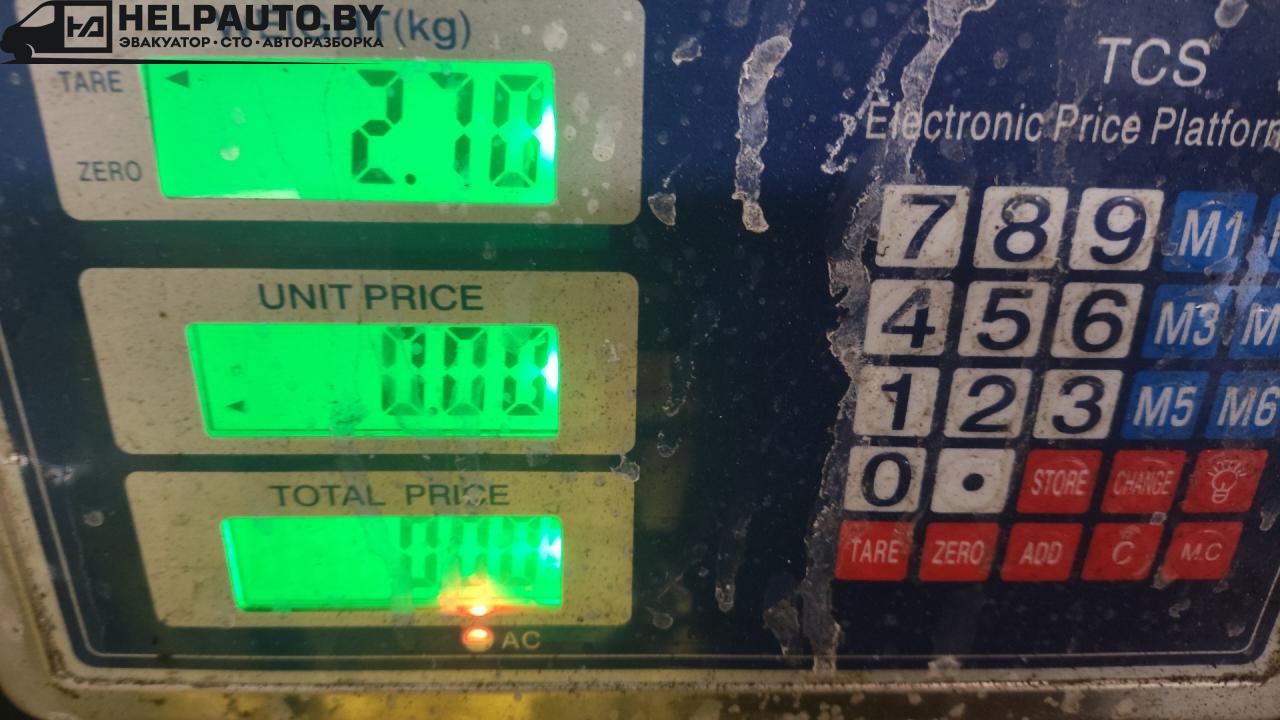 HELPAUTO.BY
ЭВАКУАТОР • СТО • АВТОРАЗБОРКА
WEIGHT (kg)
TARE
2.70
ZERO
UNIT PRICE
0.00
TOTAL PRICE
AC
TCS
Electronic Price Platform
7 8 9 M1
4 5 6 M3
1 2 3 M5 M6
0 • STORE CHANGE
TARE ZERO ADD C M.C